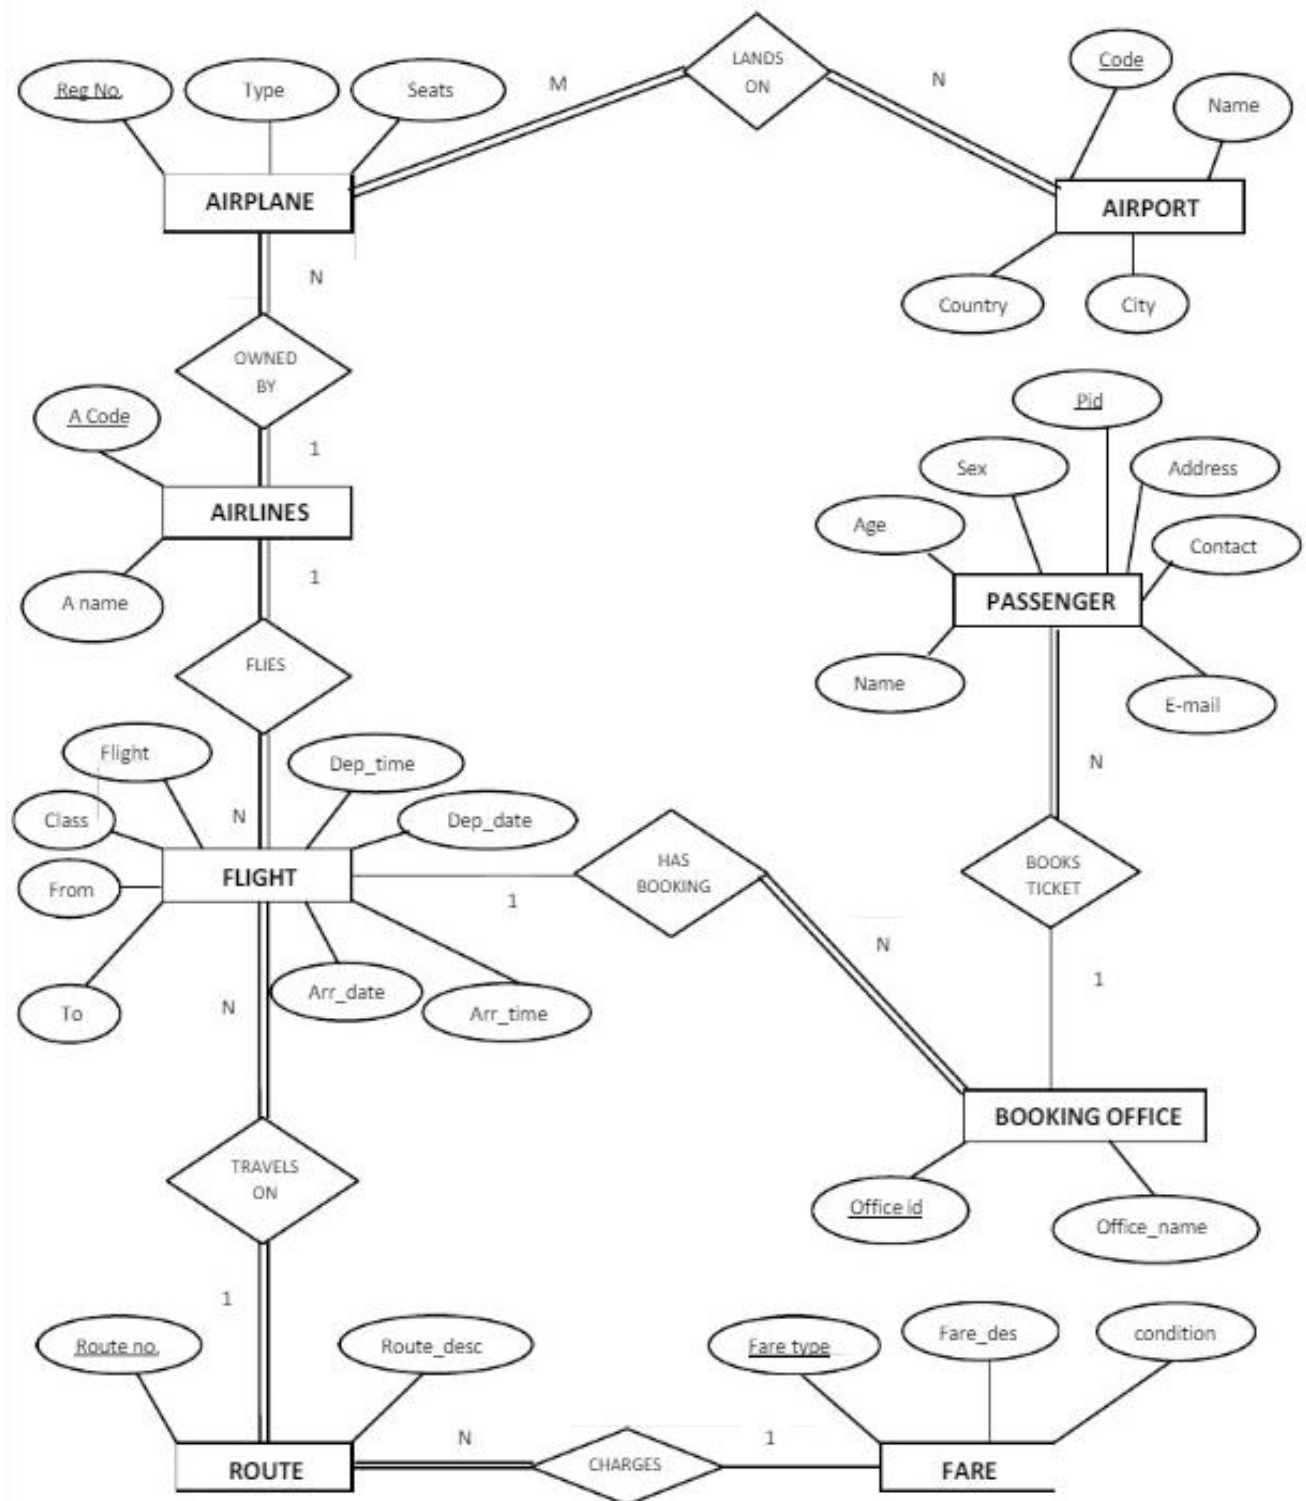 LANDS
ON
M
N
Code
Name
Reg No.
Type
Seats
AIRPLANE
AIRPORT
Country
City
N
OWNED
BY
1
A Code
AIRLINES
A name
1
FLIES
N
Pid
Sex
Address
Age
Contact
PASSENGER
Name
E-mail
N
BOOKS
TICKET
1
Flight
Dep_time
Class
Dep_date
From
FLIGHT
To
Arr_date
Arr_time
1
HAS
BOOKING
N
BOOKING OFFICE
Office id
Office_name
N
TRAVELS
ON
1
Route no.
Route_desc
ROUTE
N
CHARGES
1
Fare type
Fare_des
condition
FARE